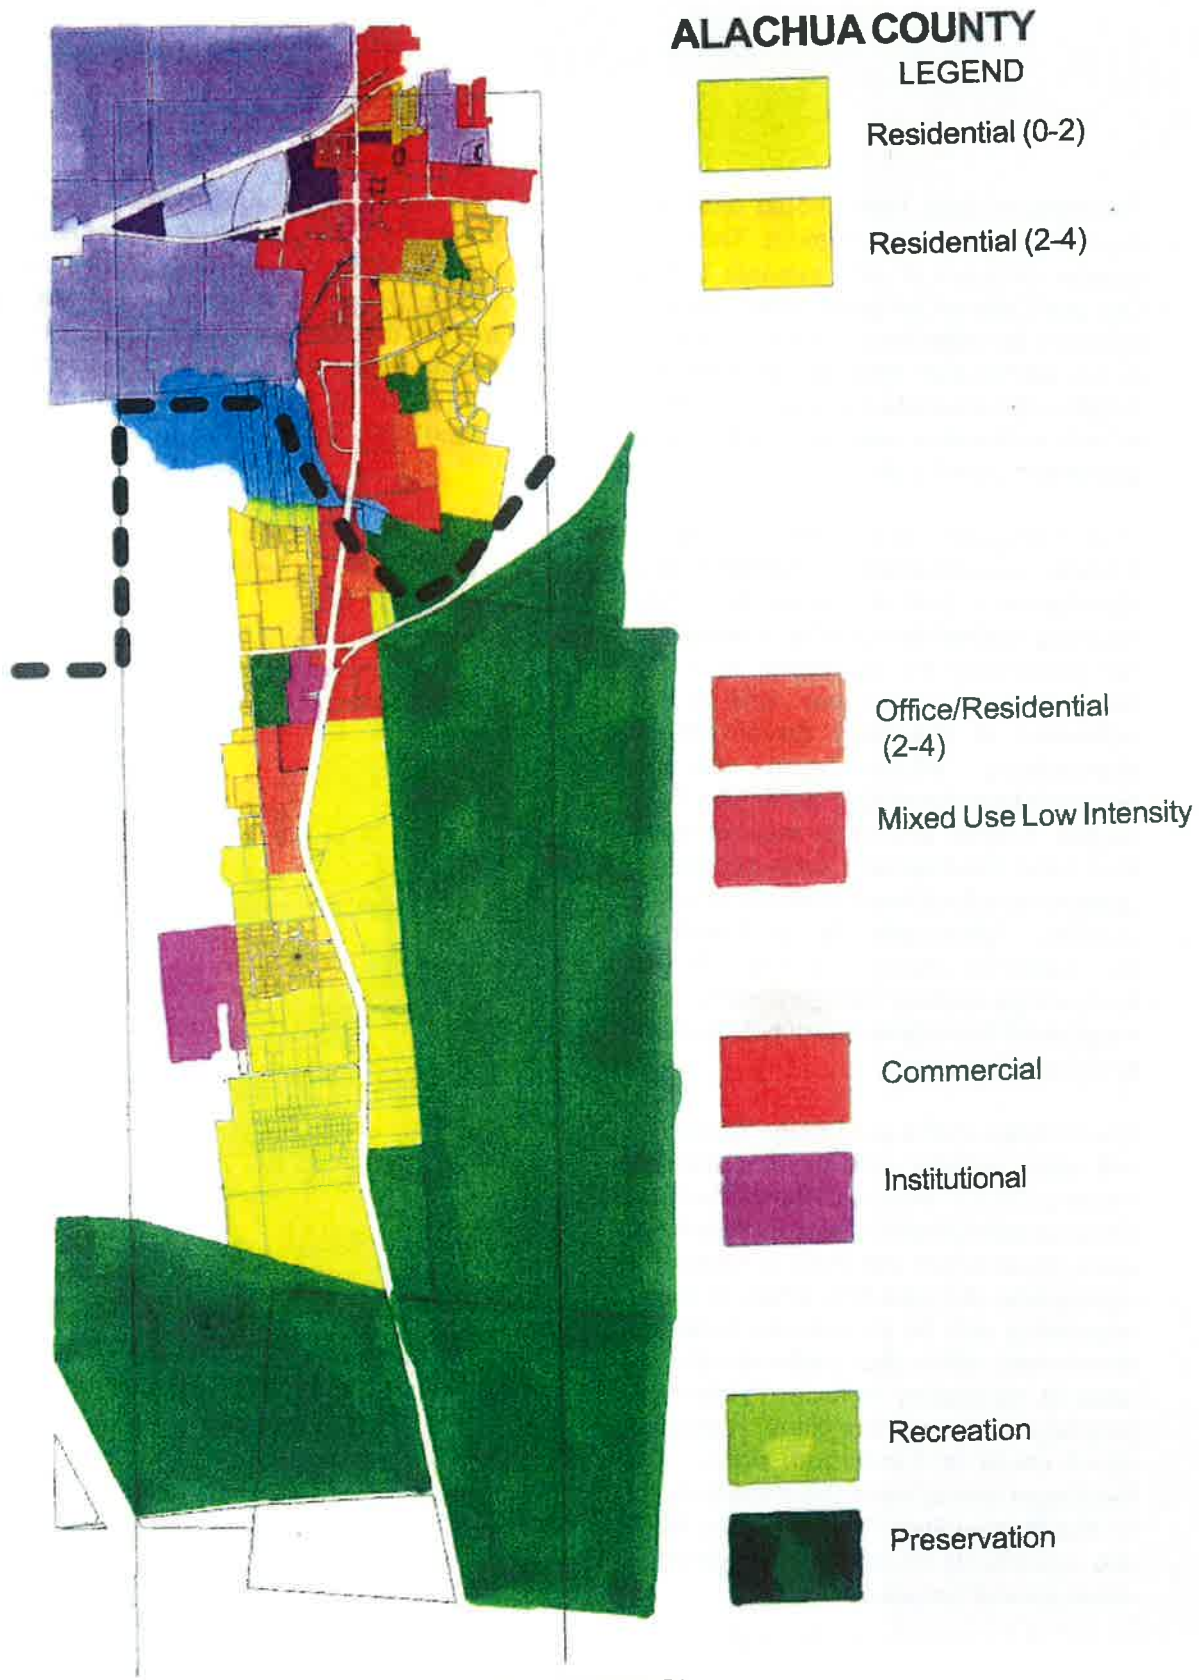 ALACHUA COUNTY
LEGEND
Residential (0-2)
Residential (2-4)
Office/Residential
(2-4)
Mixed Use Low Intensity
Commercial
Institutional
Recreation
Preservation